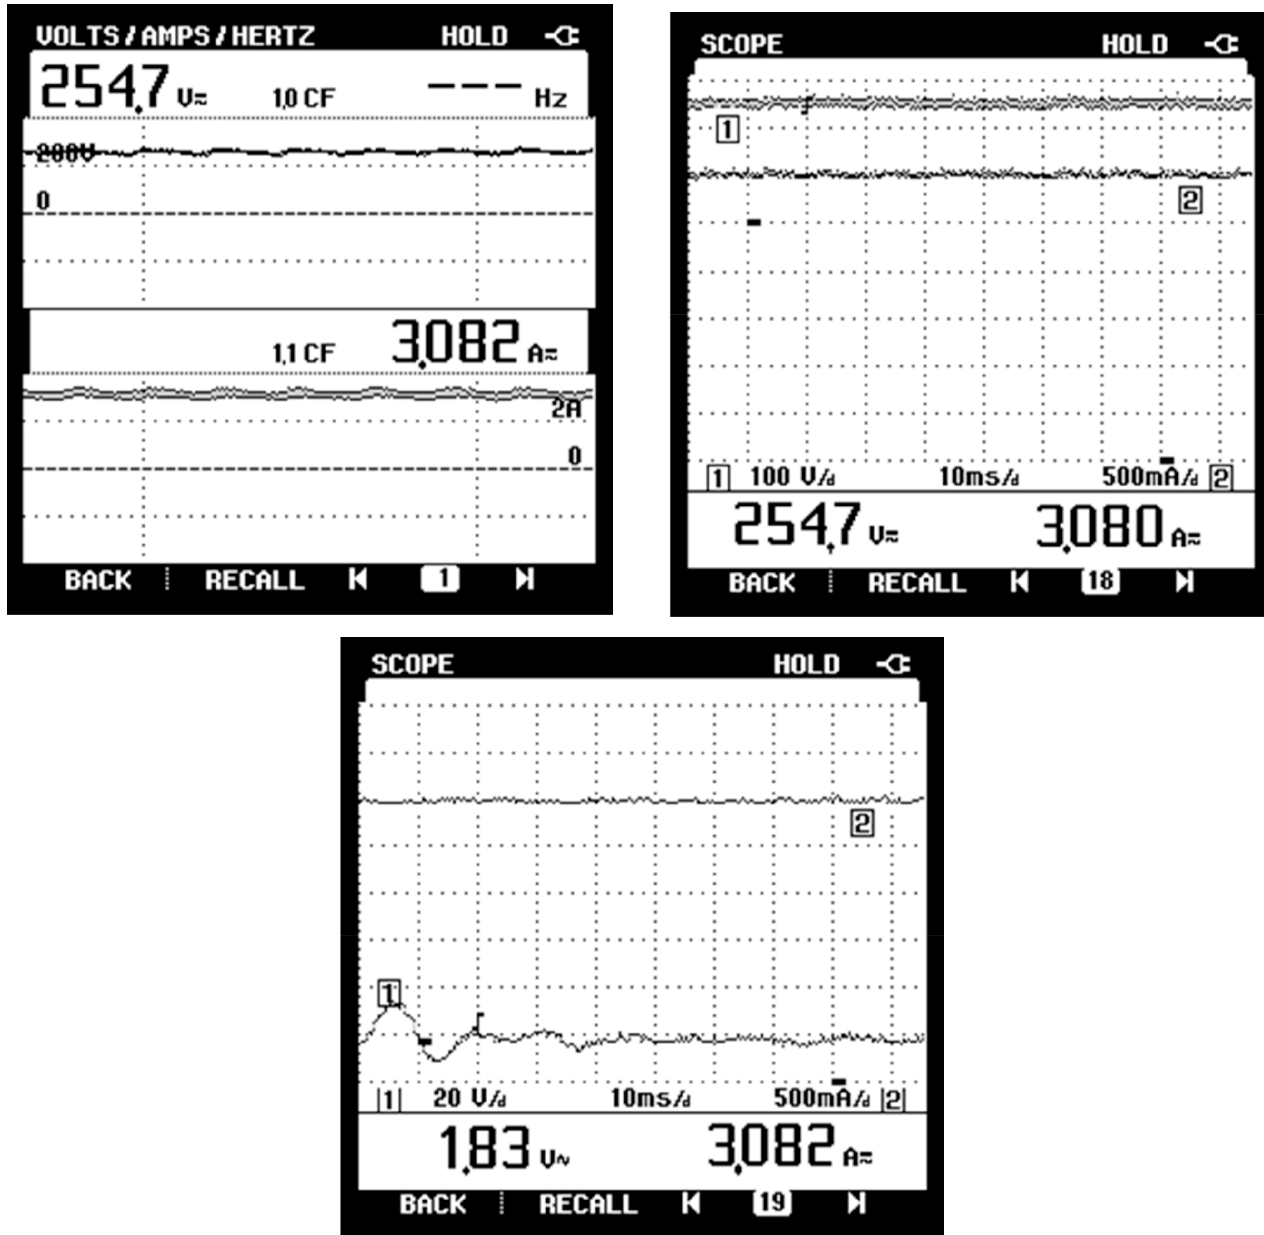 VOLTS/AMPS/HERTZ HOLD
254.7 V≂ 1,0 CF --- Hz
200V
0
1,1 CF 3.082 A≂
2A
0
BACK RECALL 1
SCOPE HOLD
1
2
1 100 V/d 10ms/d 500mA/d 2
254.7 V≂ 3.080 A≂
BACK RECALL 18
SCOPE HOLD
2
1
1 20 V/d 10ms/d 500mA/d 2
1.83 V~ 3.082 A≂
BACK RECALL 19